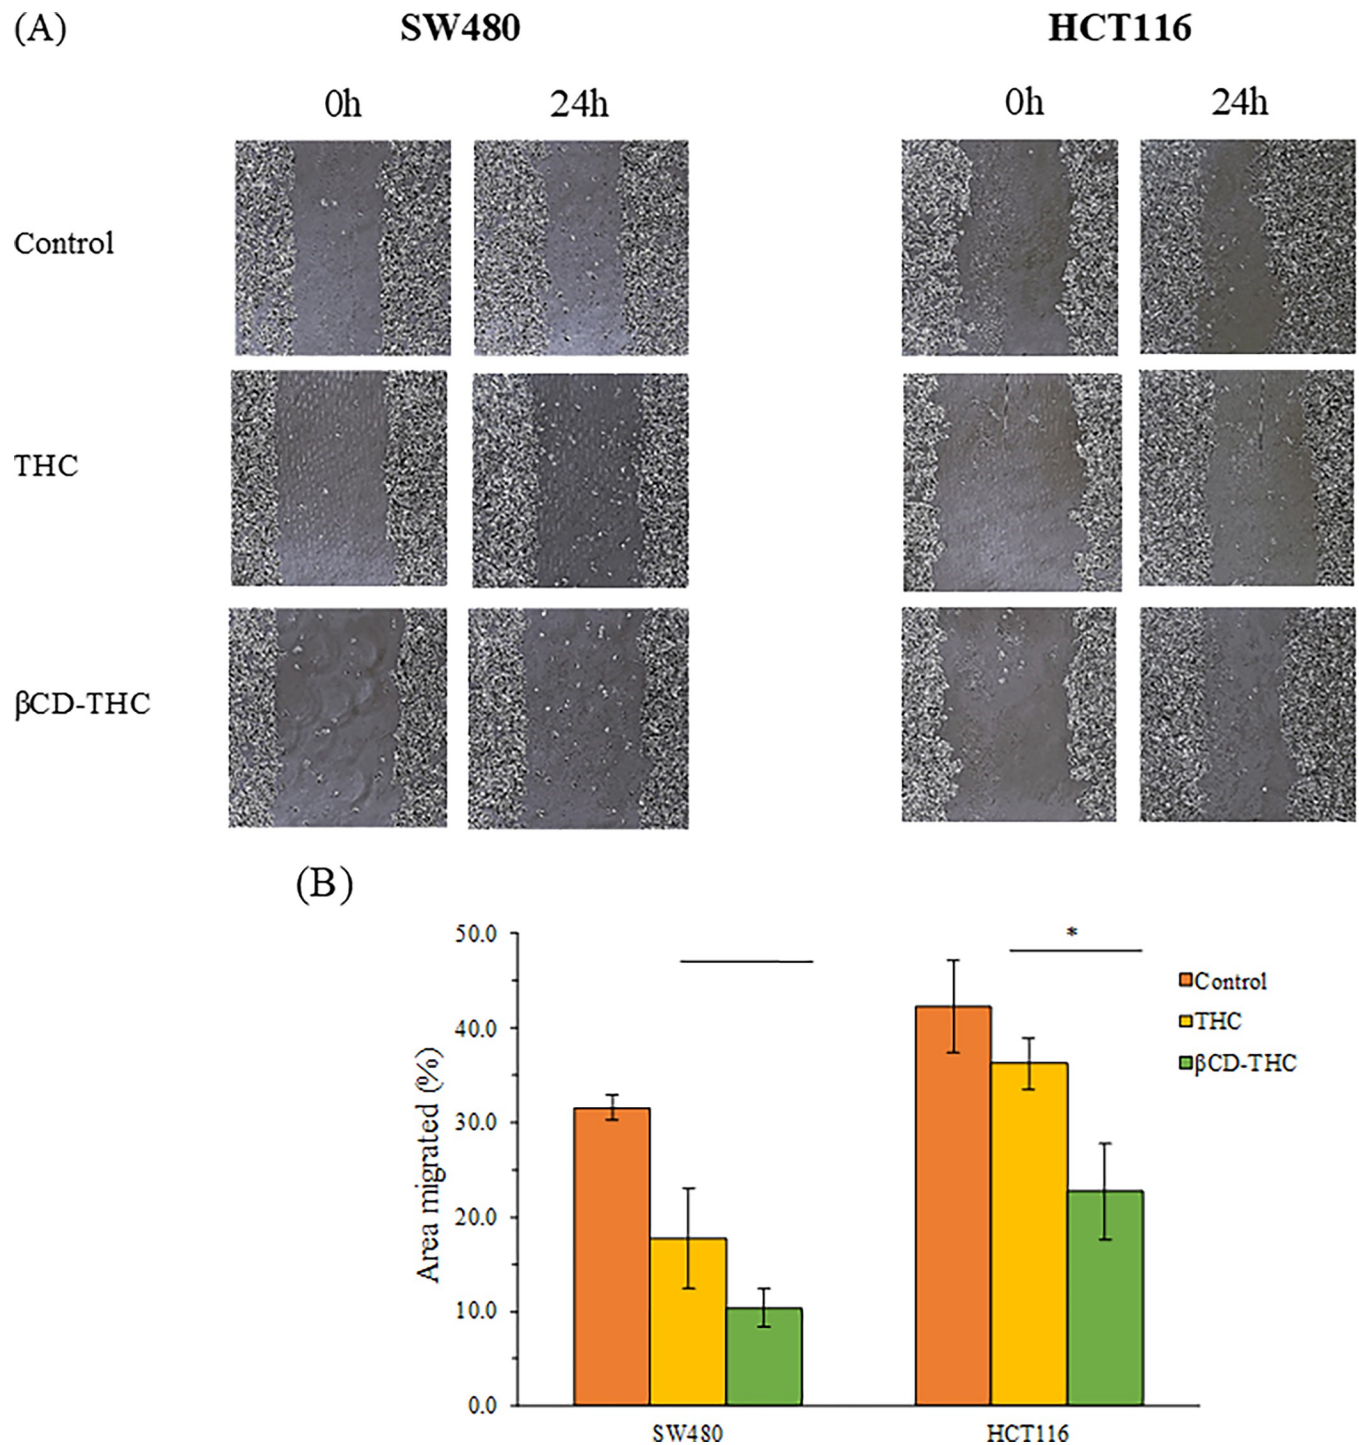 (A)
SW480
HCT116
0h
24h
0h
24h
Control
THC
βCD-THC
(B)
50.0
40.0
30.0
20.0
10.0
0.0
Area migrated (%)
*
Control
THC
βCD-THC
SW480
HCT116